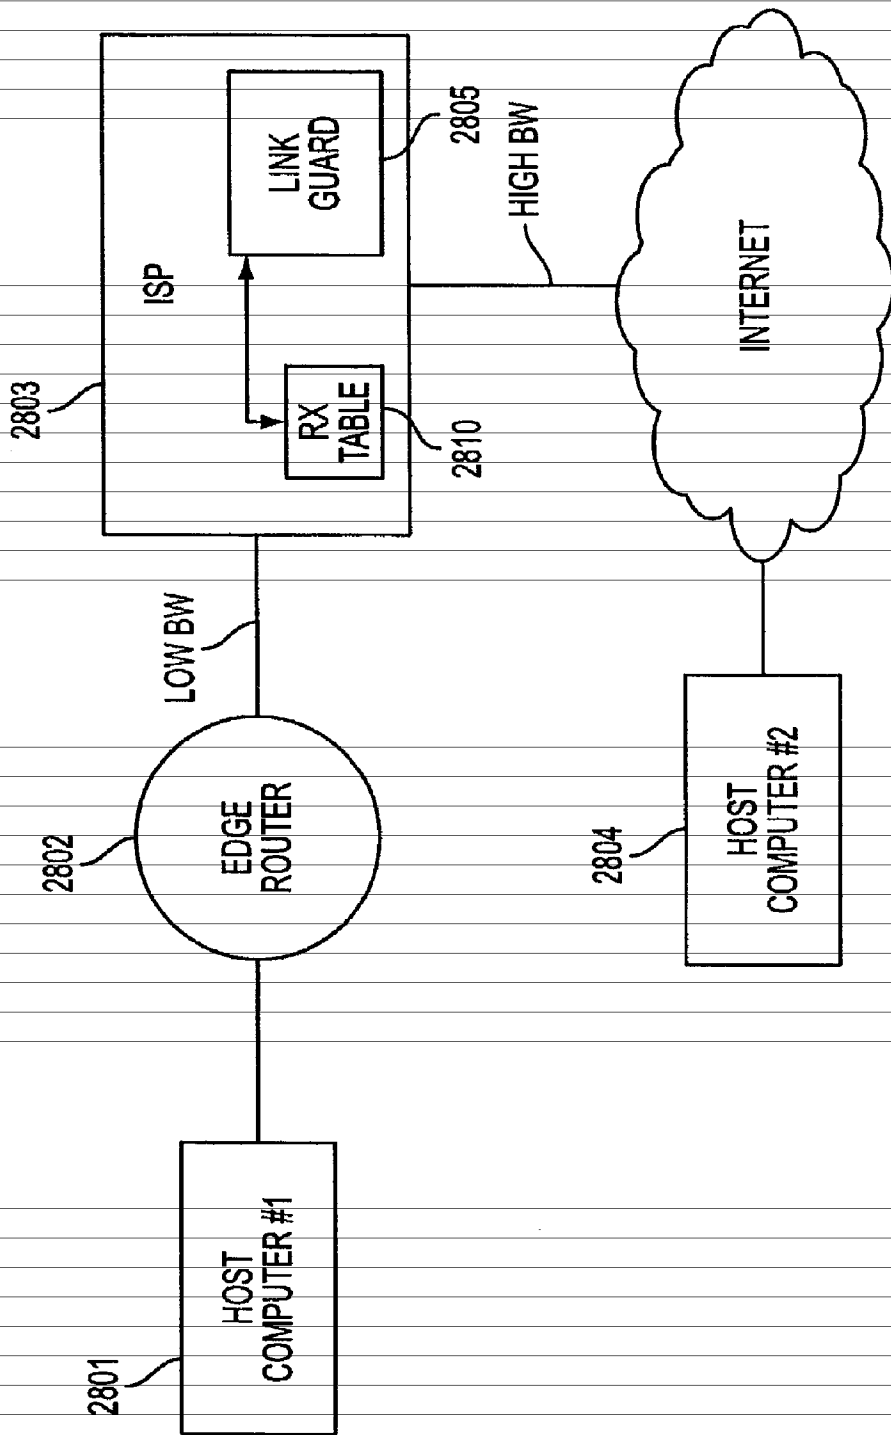 2801
HOST
COMPUTER #1
2802
EDGE
ROUTER
LOW BW
2803
ISP
RX
TABLE
2810
LINK
GUARD
2805
HIGH BW
INTERNET
2804
HOST
COMPUTER #2